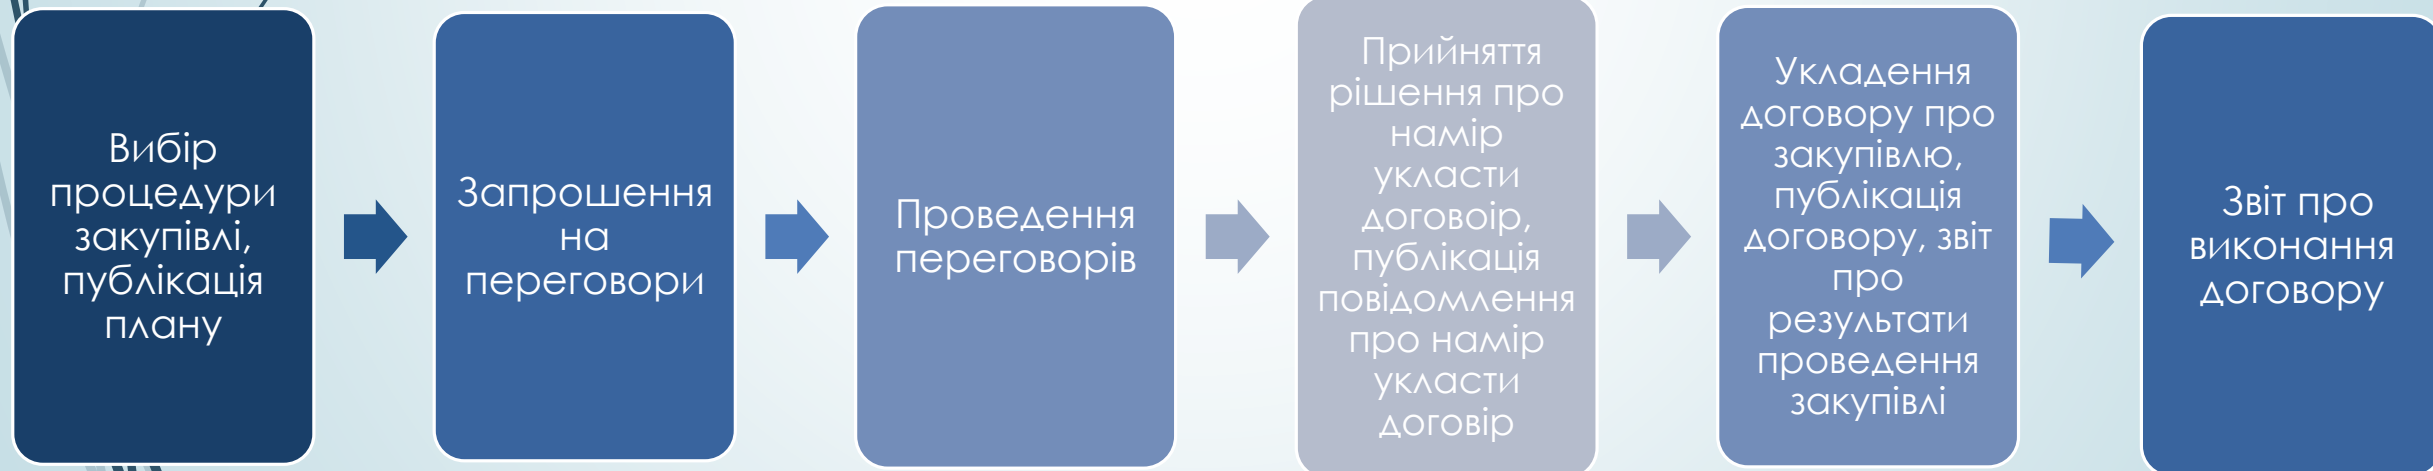 Вибір
процедури
закупівлі,
публікація
плану
Запрошення
на
переговори
Проведення
переговорів
Прийняття
рішення про
намір
укласти
договоір,
публікація
повідомлення
про намір
укласти
договір
Укладення
договору про
закупівлю,
публікація
договору, звіт
про
результати
проведення
закупівлі
Звіт про
виконання
договору